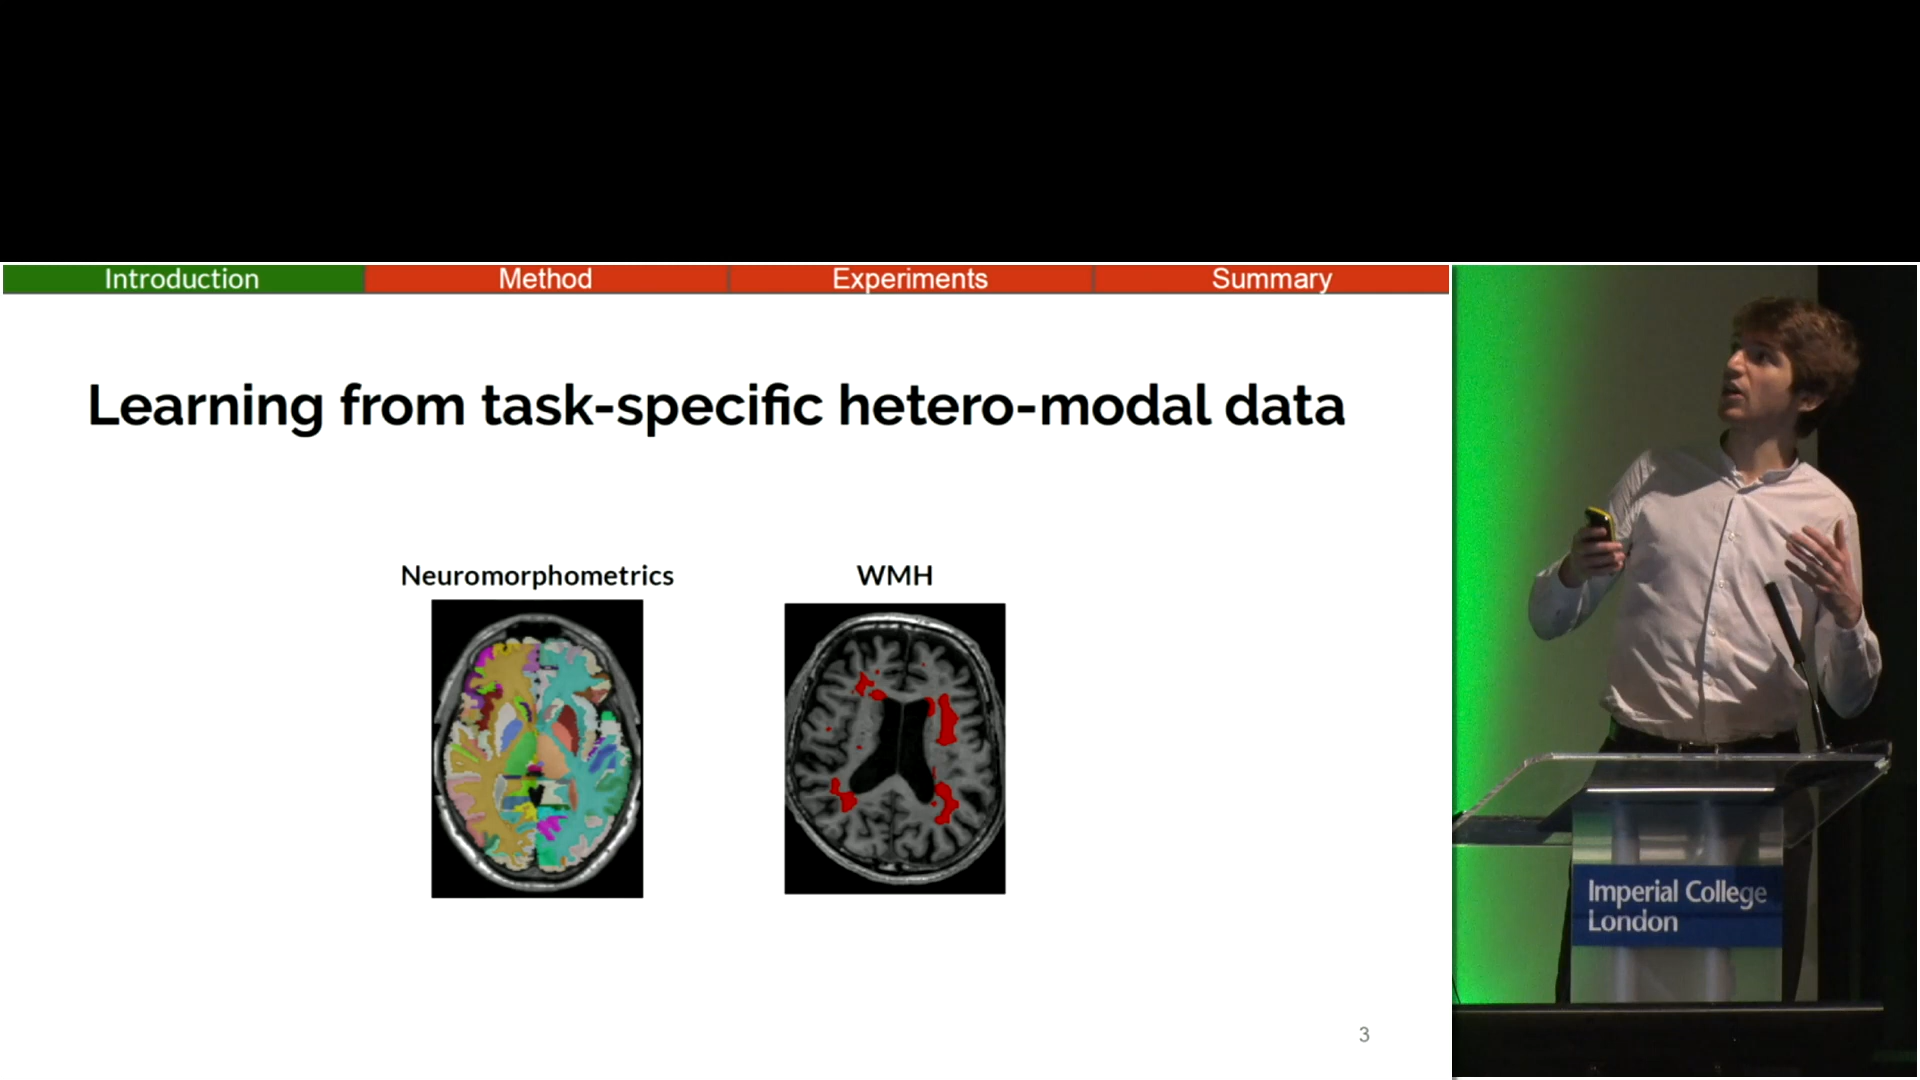 Introduction
Method
Experiments
Summary
Learning from task-specific hetero-modal data
Neuromorphometrics
WMH
3
Imperial College
London